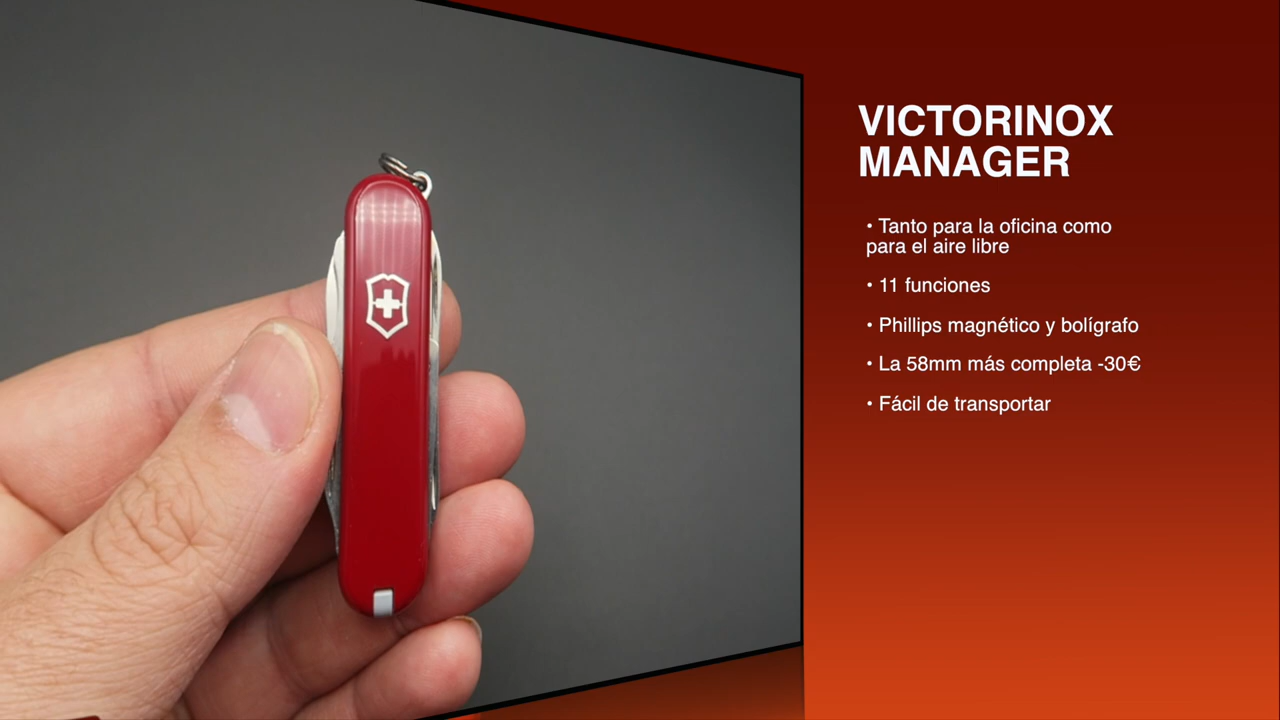 VICTORINOX
MANAGER
• Tanto para la oficina como
para el aire libre
• 11 funciones
• Phillips magnético y bolígrafo
• La 58mm más completa -30€
• Fácil de transportar